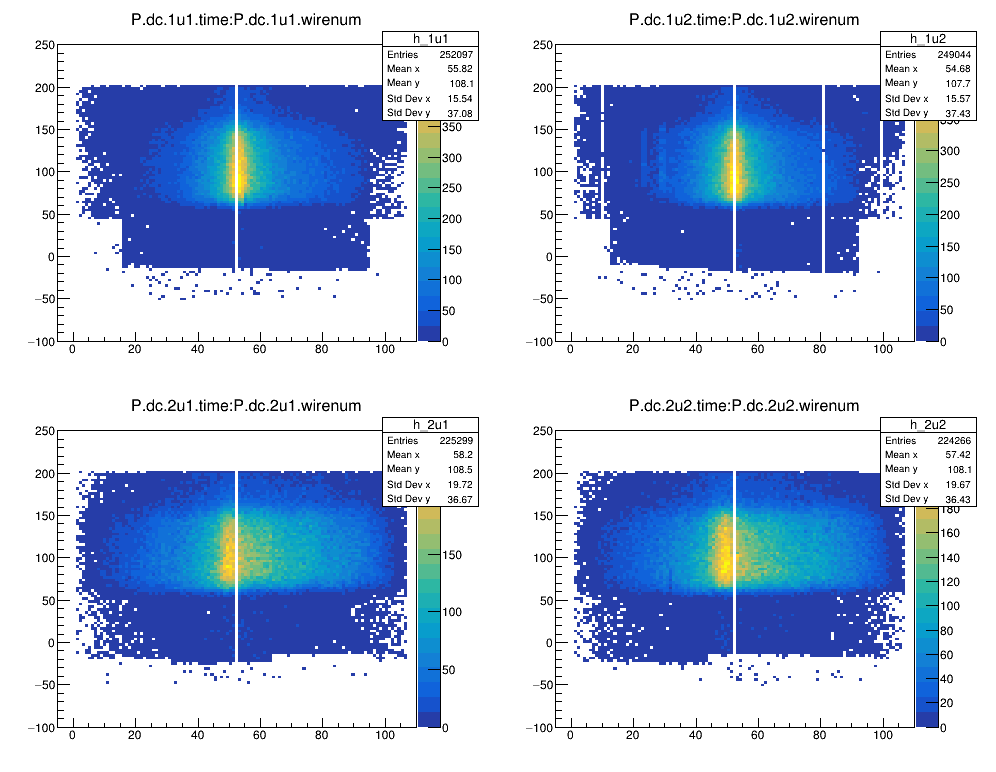 P.dc.1u1.time:P.dc.1u1.wirenum
h_1u1
Entries 252097
Mean x 55.82
Mean y 108.1
Std Dev x 15.54
Std Dev y 37.08
250
200
150
100
50
0
−50
−100
0 20 40 60 80 100
350
300
250
200
150
100
50
0
P.dc.1u2.time:P.dc.1u2.wirenum
h_1u2
Entries 249044
Mean x 54.68
Mean y 107.7
Std Dev x 15.57
Std Dev y 37.43
250
200
150
100
50
0
−50
−100
0 20 40 60 80 100
300
250
200
150
100
50
0
P.dc.2u1.time:P.dc.2u1.wirenum
h_2u1
Entries 225299
Mean x 58.2
Mean y 108.5
Std Dev x 19.72
Std Dev y 36.67
250
200
150
100
50
0
−50
−100
0 20 40 60 80 100
150
100
50
0
P.dc.2u2.time:P.dc.2u2.wirenum
h_2u2
Entries 224266
Mean x 57.42
Mean y 108.1
Std Dev x 19.67
Std Dev y 36.43
250
200
150
100
50
0
−50
−100
0 20 40 60 80 100
180
160
140
120
100
80
60
40
20
0